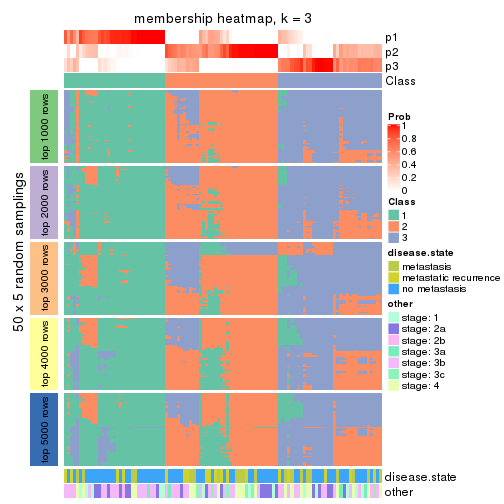 membership heatmap, k = 3
p1
p2
p3
Class
50 x 5 random samplings
top 1000 rows
top 2000 rows
top 3000 rows
top 4000 rows
top 5000 rows
disease.state
other
Prob
1
0.8
0.6
0.4
0.2
0
Class
1
2
3
disease.state
metastasis
metastatic recurrence
no metastasis
other
stage: 1
stage: 2a
stage: 2b
stage: 3a
stage: 3b
stage: 3c
stage: 4